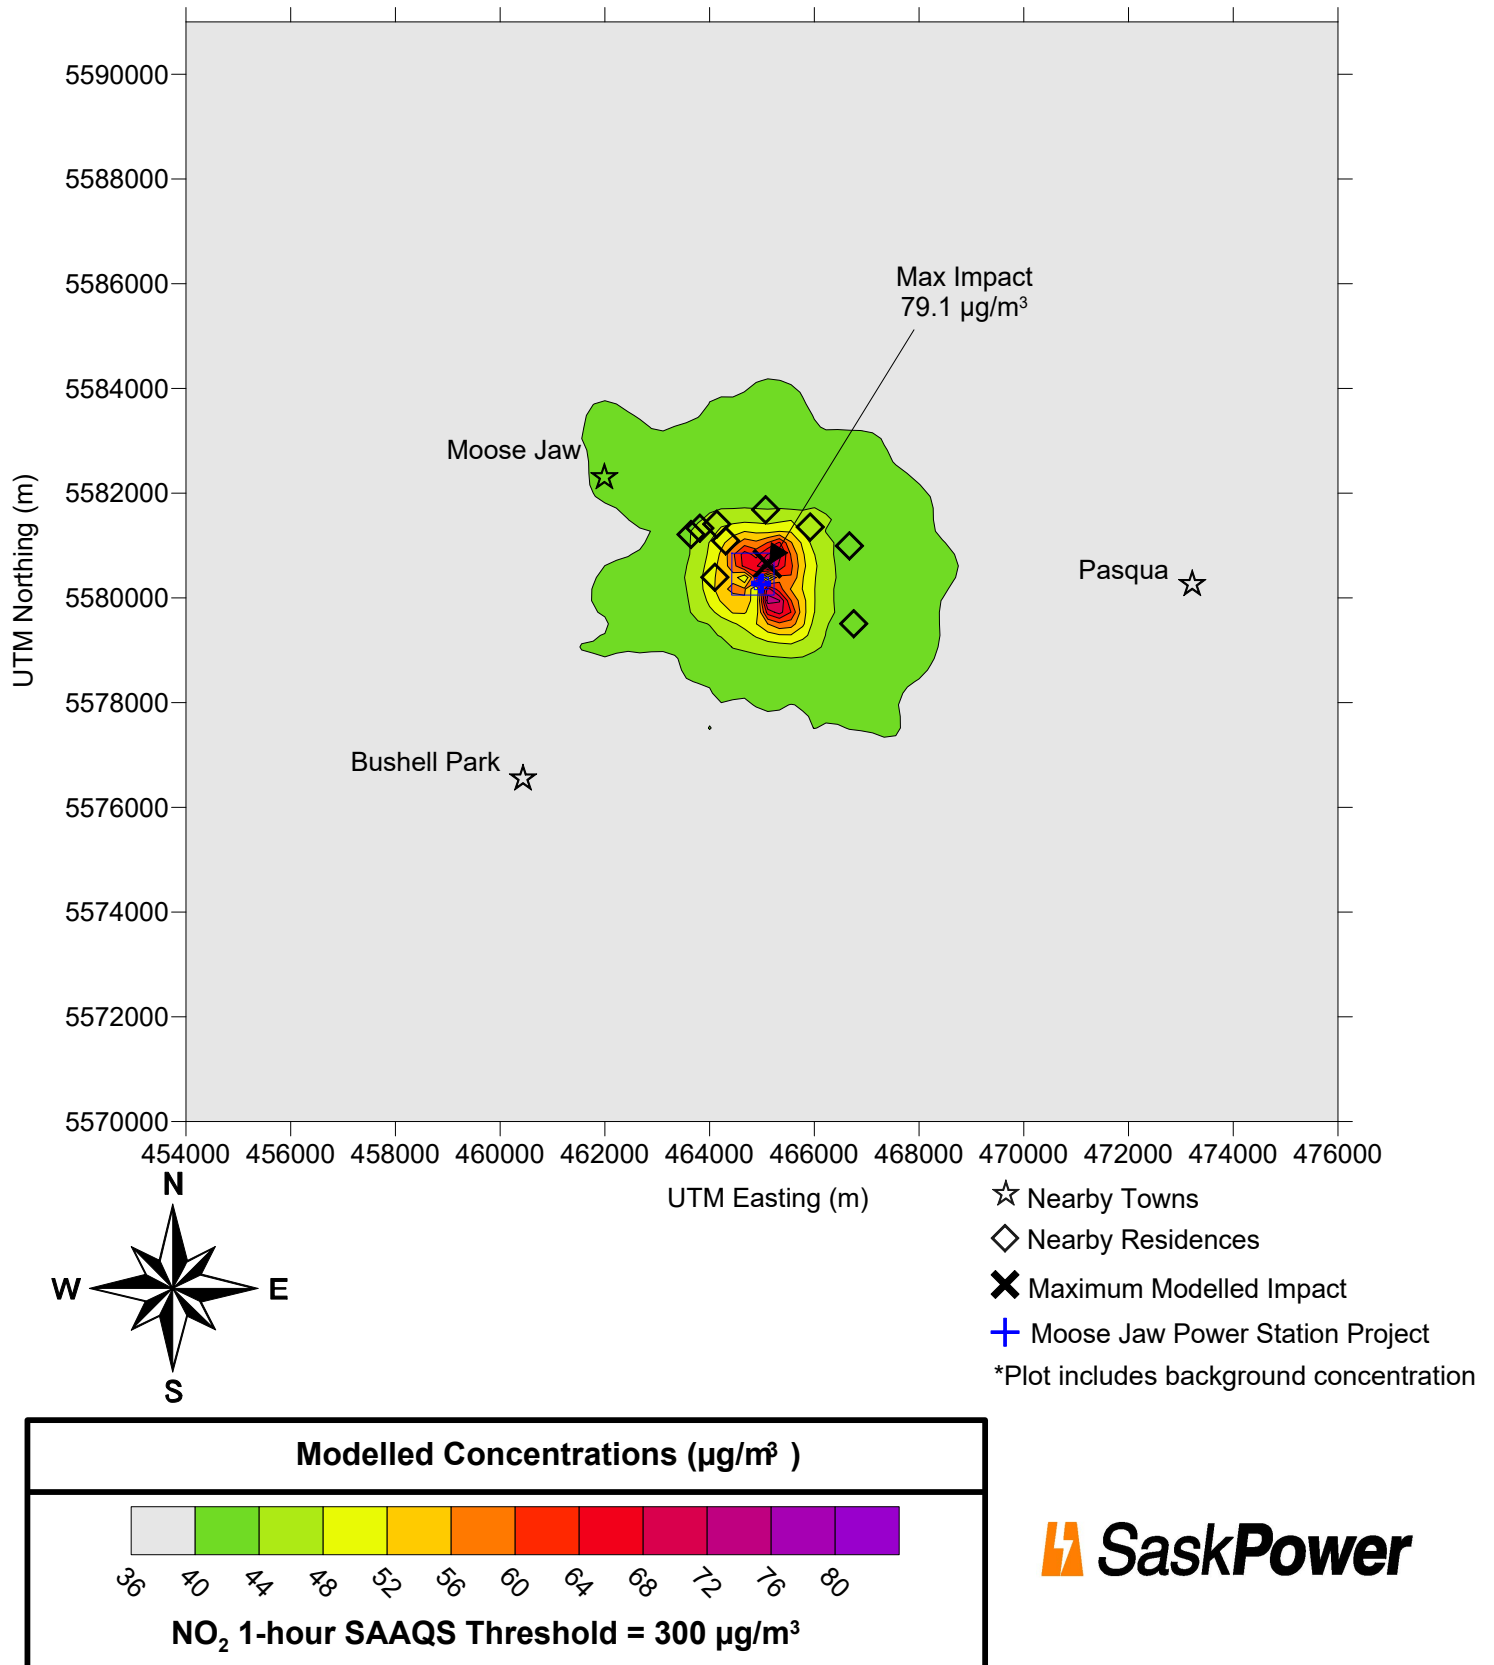 5590000
5588000
5586000
5584000
5582000
5580000
5578000
5576000
5574000
5572000
5570000
UTM Northing (m)
Max Impact
79.1 µg/m³
Moose Jaw
Pasqua
Bushell Park
454000 456000 458000 460000 462000 464000 466000 468000 470000 472000 474000 476000
UTM Easting (m)
N
W E
S
Nearby Towns
Nearby Residences
Maximum Modelled Impact
Moose Jaw Power Station Project
*Plot includes background concentration
Modelled Concentrations (µg/m³ )
36 40 44 48 52 56 60 64 68 72 76 80
NO₂ 1-hour SAAQS Threshold = 300 µg/m³
SaskPower